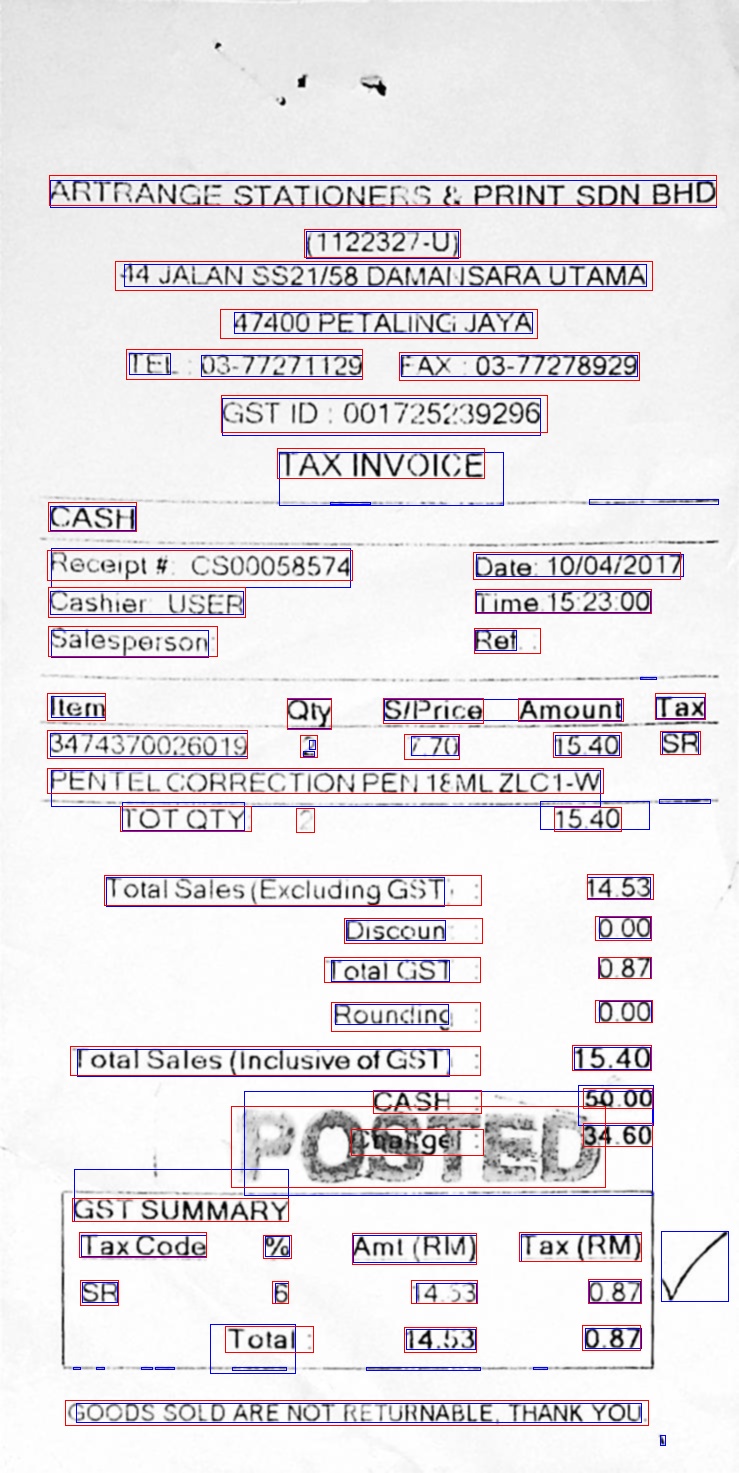 ARTRANGE STATIONERS & PRINT SDN BHD
(1122327-U)
44 JALAN SS21/58 DAMANSARA UTAMA
47400 PETALING JAYA
TEL : 03-77271129 FAX : 03-77278929
GST ID : 001725239296
TAX INVOICE
CASH
Receipt #: CS00058574 Date: 10/04/2017
Cashier: USER Time:15:23:00
Salesperson: Ref. :
Item Qty S/Price Amount Tax
3474370026019 2 7.70 15.40 SR
PENTEL CORRECTION PEN 18ML ZLC1-W
TOT QTY: 2 15.40
Total Sales (Excluding GST) : 14.53
Discount : 0.00
Total GST : 0.87
Rounding : 0.00
Total Sales (Inclusive of GST) : 15.40
CASH : 50.00
Change : 34.60
POSTED
GST SUMMARY
Tax Code % Amt (RM) Tax (RM)
SR 6 14.53 0.87
Total : 14.53 0.87
GOODS SOLD ARE NOT RETURNABLE, THANK YOU.